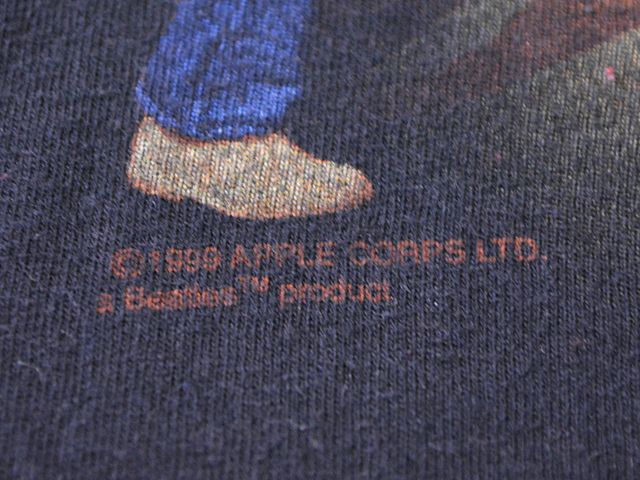 ©1999 APPLE CORPS LTD.
a Beatles™ product